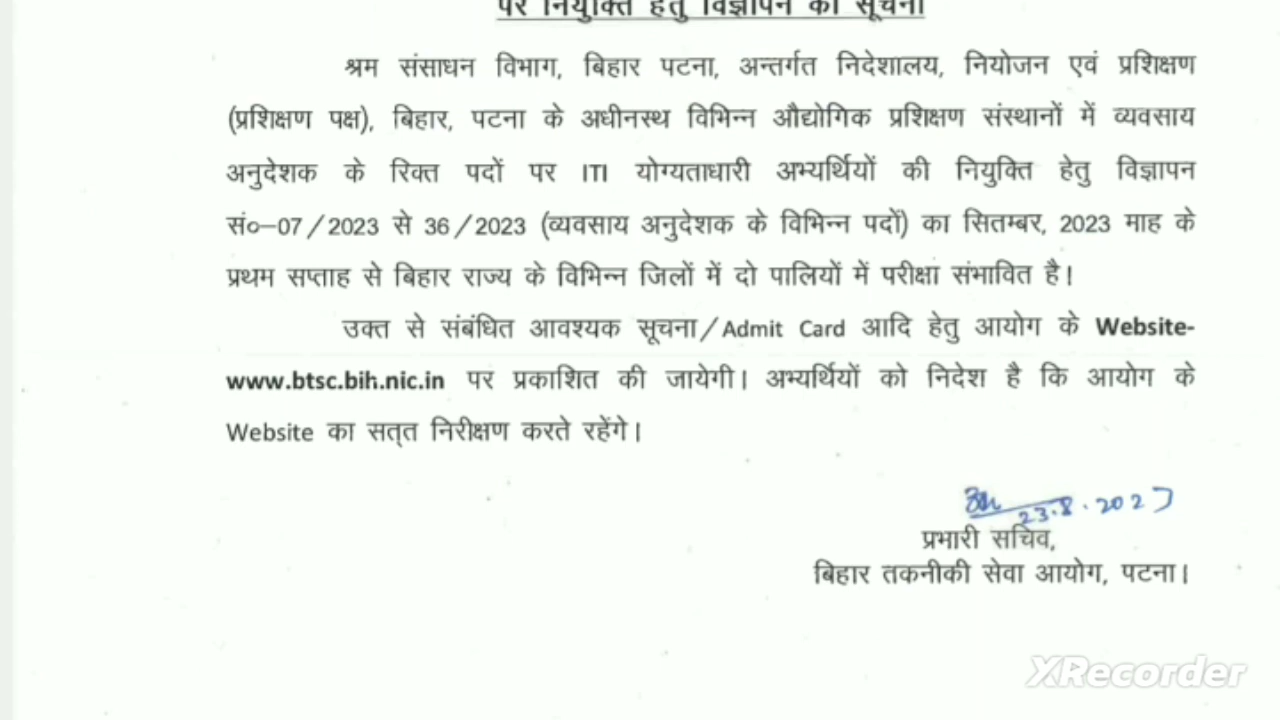 पर नियुक्ति हेतु विज्ञापन की सूचना
श्रम संसाधन विभाग, बिहार पटना, अन्तर्गत निदेशालय, नियोजन एवं प्रशिक्षण
(प्रशिक्षण पक्ष), बिहार, पटना के अधीनस्थ विभिन्न औद्योगिक प्रशिक्षण संस्थानों में व्यवसाय
अनुदेशक के रिक्त पदों पर ITI योग्यताधारी अभ्यर्थियों की नियुक्ति हेतु विज्ञापन
सं०–07/2023 से 36/2023 (व्यवसाय अनुदेशक के विभिन्न पदों) का सितम्बर, 2023 माह के
प्रथम सप्ताह से बिहार राज्य के विभिन्न जिलों में दो पालियों में परीक्षा संभावित है।
उक्त से संबंधित आवश्यक सूचना/Admit Card आदि हेतु आयोग के Website-
www.btsc.bih.nic.in पर प्रकाशित की जायेगी। अभ्यर्थियों को निदेश है कि आयोग के
Website का सत्त निरीक्षण करते रहेंगे।
23.8.2023
प्रभारी सचिव,
बिहार तकनीकी सेवा आयोग, पटना।
XRecorder